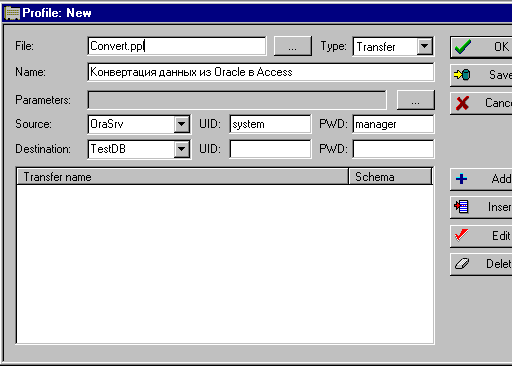 Profile: New
File: Convert.ppl ... Type: Transfer
OK
Name: Конвертация данных из Oracle в Access
Save
Parameters: ...
Cance
Source: OraSrv UID: system PWD: manager
Destination: TestDB UID: PWD:
Transfer name Schema
Add
Inser
Edit
Delet